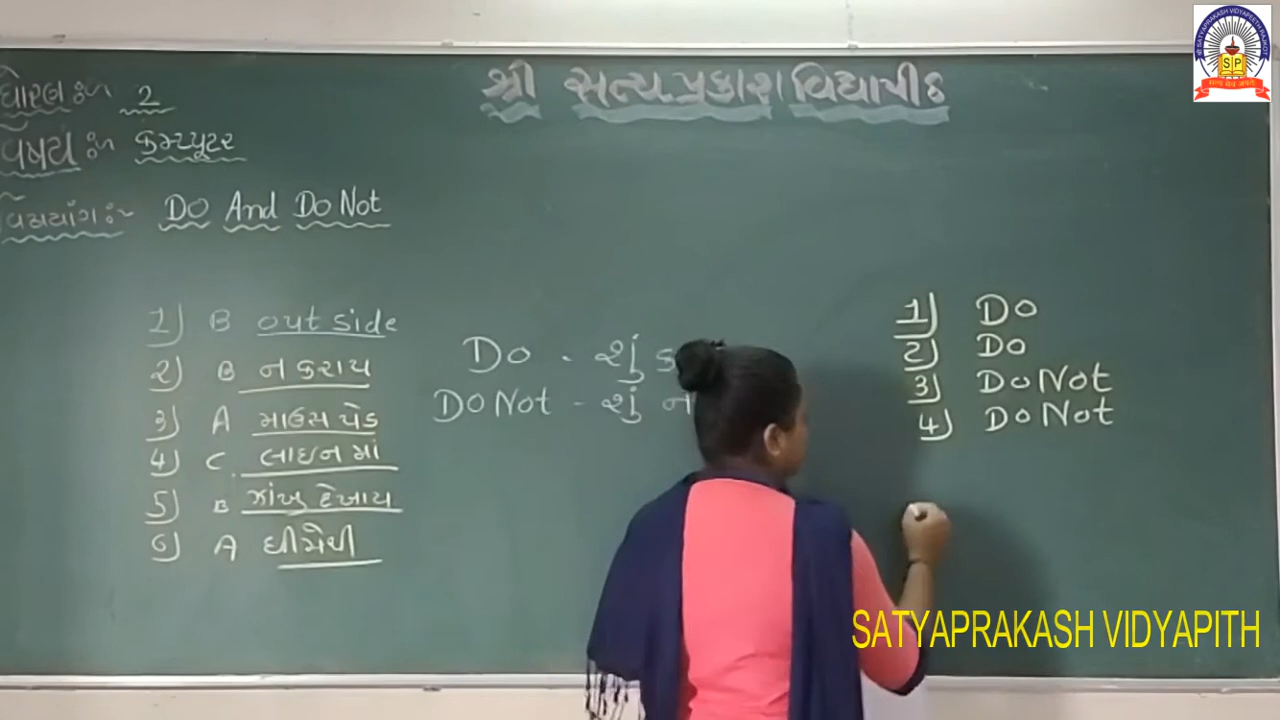 શ્રી સત્ય પ્રકાશ વિદ્યાપીઠ
ધોરણ :- 2
વિષય :- કમ્પ્યૂટર
વિભાગ :- DO And Do Not
1) B out side
2) B ન કરાય
3) A માઉસ પેડ
4) C. લાઇન માં
5) B ઝાંખુ દેખાય
6) A ધીમેથી
Do - શું ક
Do Not - શું ન
1) Do
2) Do
3) Do Not
4) Do Not
SATYAPRAKASH VIDYAPITH
SP